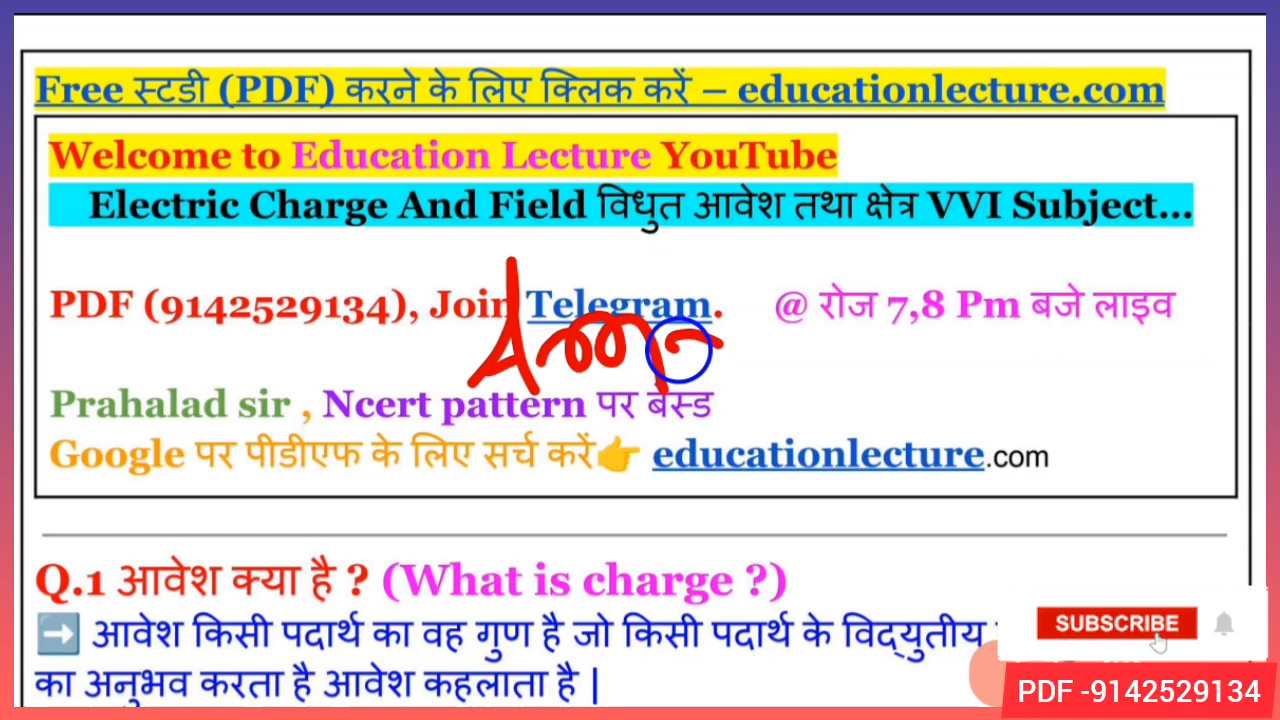 Free स्टडी (PDF) करने के लिए क्लिक करें – educationlecture.com
Welcome to Education Lecture YouTube
Electric Charge And Field विधुत आवेश तथा क्षेत्र VVI Subject...
PDF (9142529134), Join Telegram. @ रोज 7,8 Pm बजे लाइव
Prahalad sir , Ncert pattern पर बेस्ड
Google पर पीडीएफ के लिए सर्च करें👉 educationlecture.com
Q.1 आवेश क्या है ? (What is charge ?)
➡️ आवेश किसी पदार्थ का वह गुण है जो किसी पदार्थ के विद्युतीय
का अनुभव करता है आवेश कहलाता है |
SUBSCRIBE
PDF -9142529134